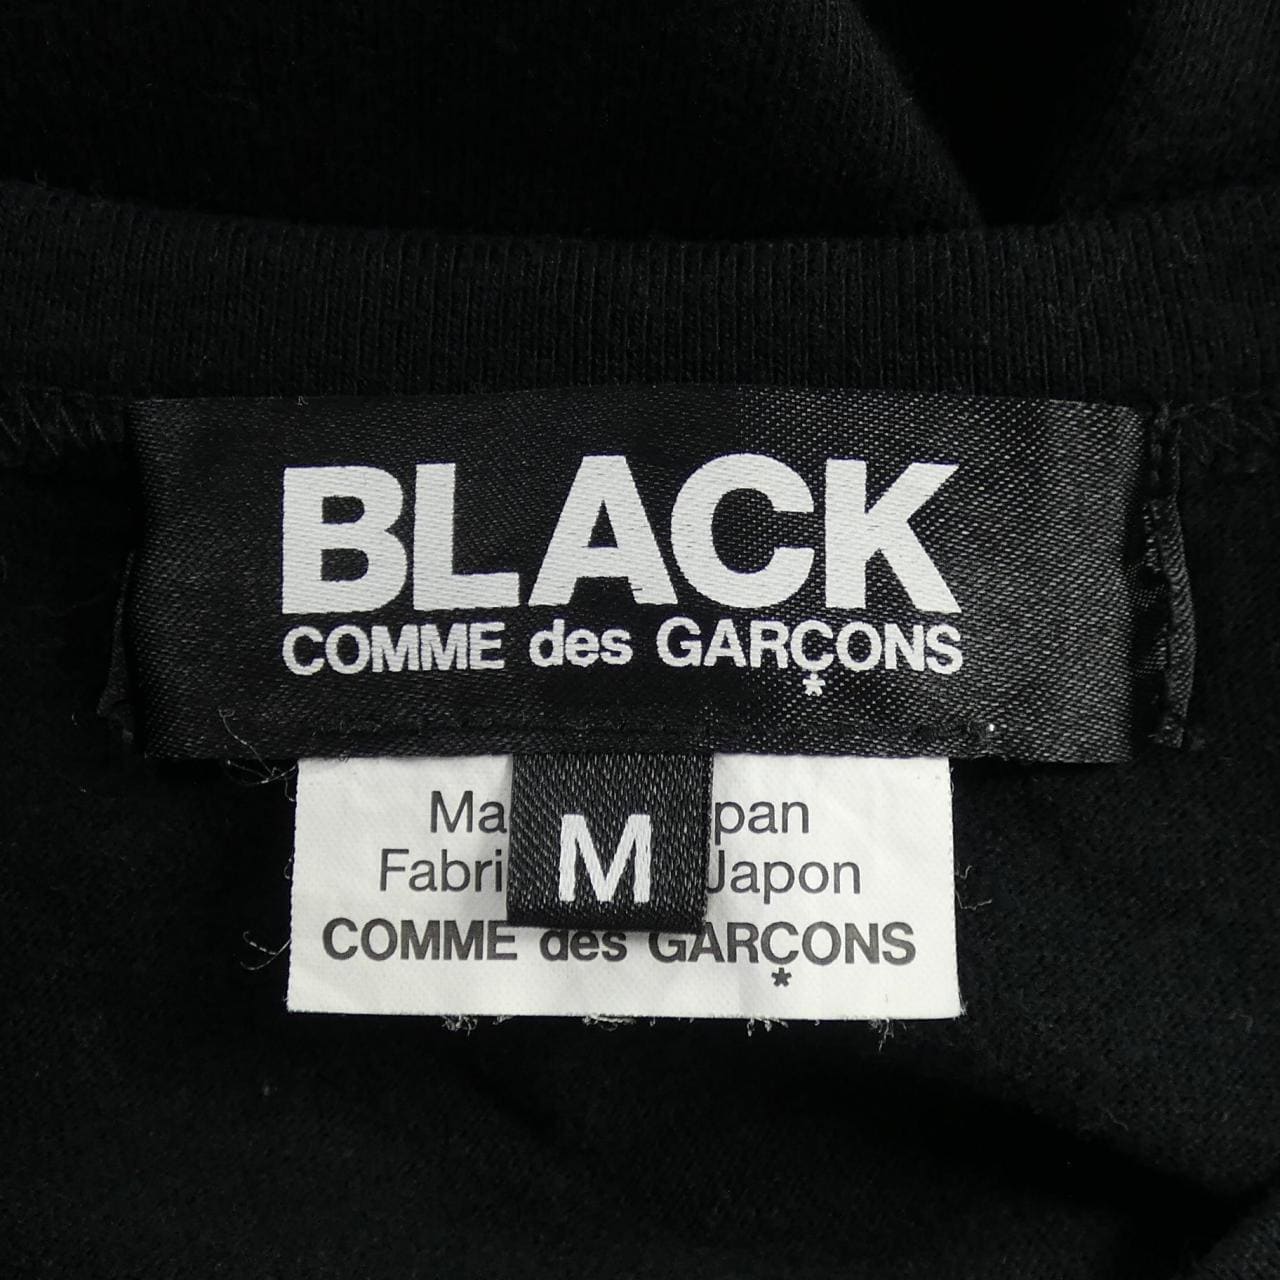 BLACK
COMME des GARÇONS
*
M
Ma pan
Fabri Japon
COMME des GARÇONS
*